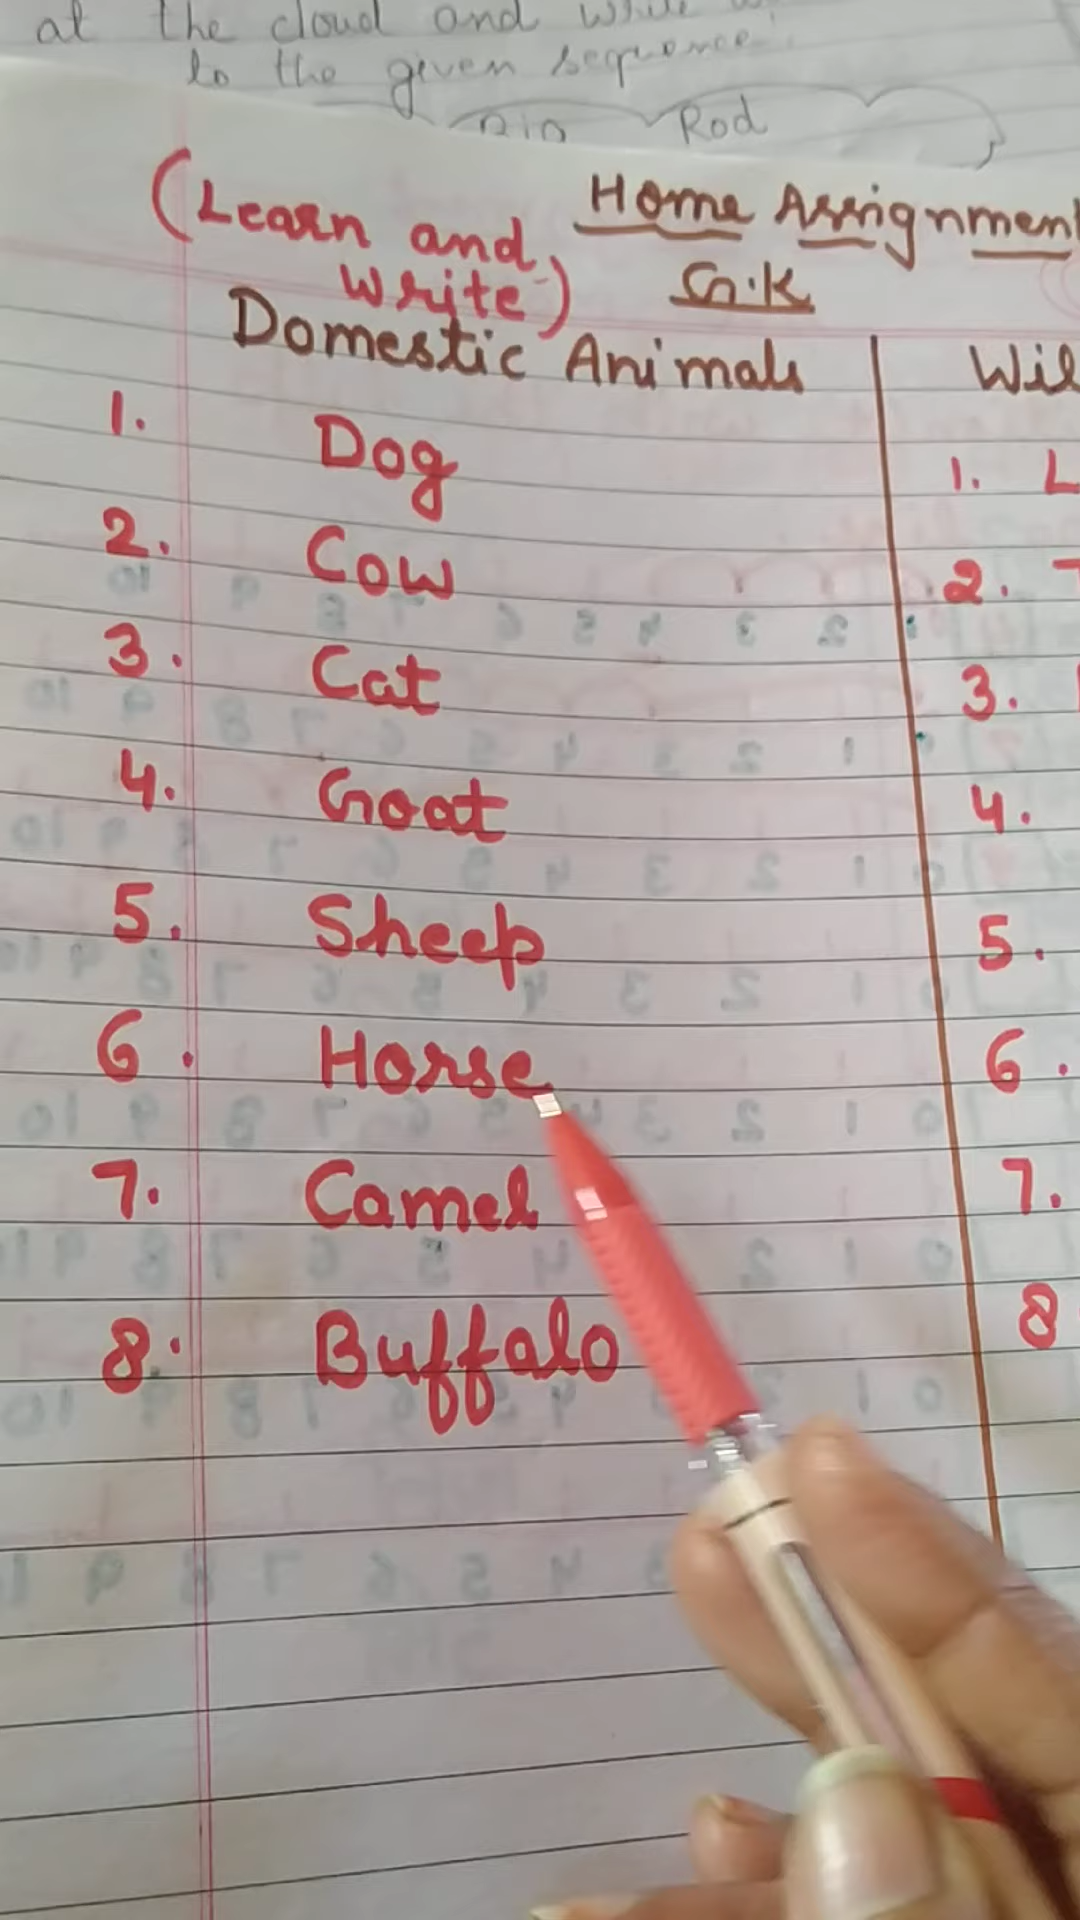 at the cloud and
to the given sequence.
Rod
Home Assignmen
(Learn and
Write)
G.K
Domestic Animals
Wil
1. Dog
1. L
2. Cow
2. T
3. Cat
3.
4. Goat
4.
5. Sheep
5.
6. Horse
6.
7. Camel
7.
8. Buffalo
8